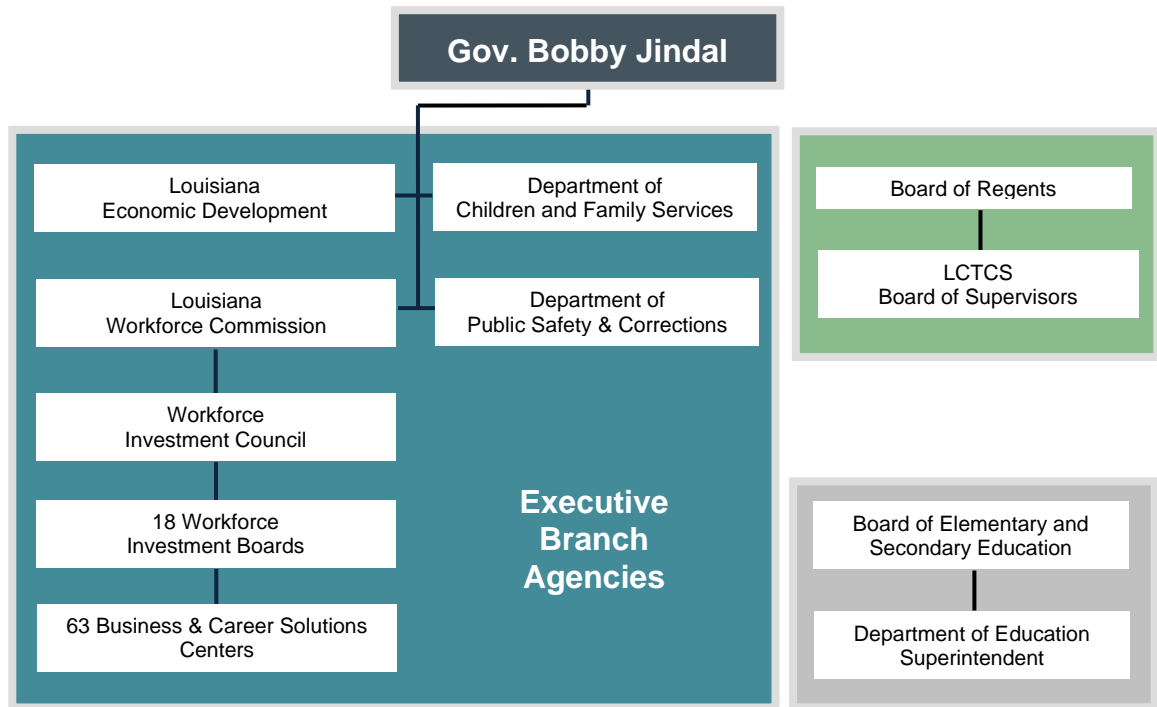 Gov. Bobby Jindal
Louisiana
Economic Development
Department of
Children and Family Services
Louisiana
Workforce Commission
Department of
Public Safety & Corrections
Workforce
Investment Council
18 Workforce
Investment Boards
63 Business & Career Solutions
Centers
Executive
Branch
Agencies
Board of Regents
LCTCS
Board of Supervisors
Board of Elementary and
Secondary Education
Department of Education
Superintendent